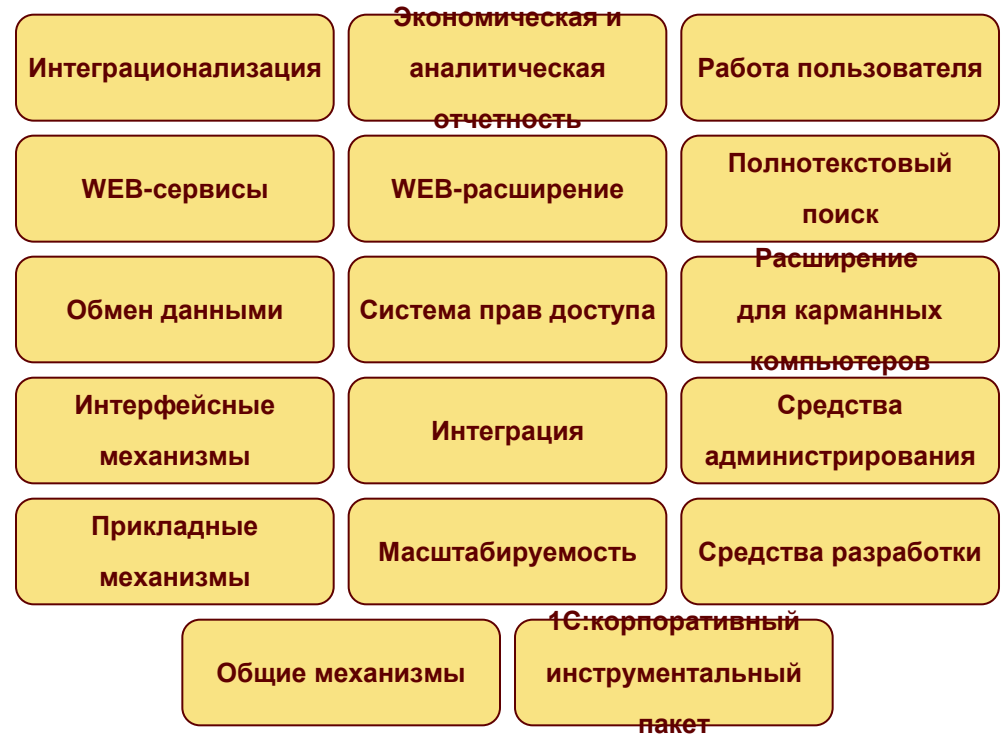 Интеграционализация
Экономическая и
аналитическая
отчетность
Работа пользователя
WEB-сервисы
WEB-расширение
Полнотекстовый
поиск
Обмен данными
Система прав доступа
Расширение
для карманных
компьютеров
Интерфейсные
механизмы
Интеграция
Средства
администрирования
Прикладные
механизмы
Масштабируемость
Средства разработки
Общие механизмы
1С:корпоративный
инструментальный
пакет